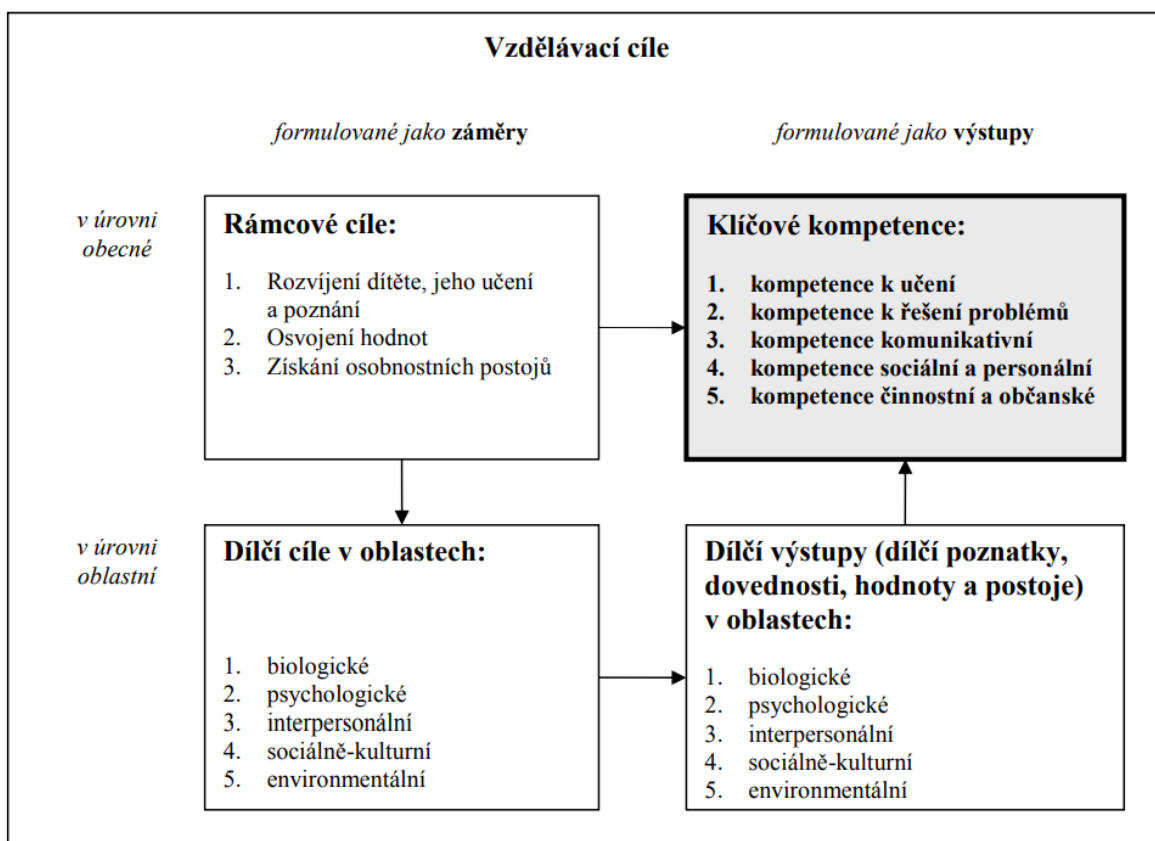 Vzdělávací cíle
formulované jako záměry
formulované jako výstupy
v úrovni
obecné
Rámcové cíle:
1. Rozvíjení dítěte, jeho učení
a poznání
2. Osvojení hodnot
3. Získání osobnostních postojů
Klíčové kompetence:
1. kompetence k učení
2. kompetence k řešení problémů
3. kompetence komunikativní
4. kompetence sociální a personální
5. kompetence činnostní a občanské
v úrovni
oblastní
Dílčí cíle v oblastech:
1. biologické
2. psychologické
3. interpersonální
4. sociálně-kulturní
5. environmentální
Dílčí výstupy (dílčí poznatky,
dovednosti, hodnoty a postoje)
v oblastech:
1. biologické
2. psychologické
3. interpersonální
4. sociálně-kulturní
5. environmentální